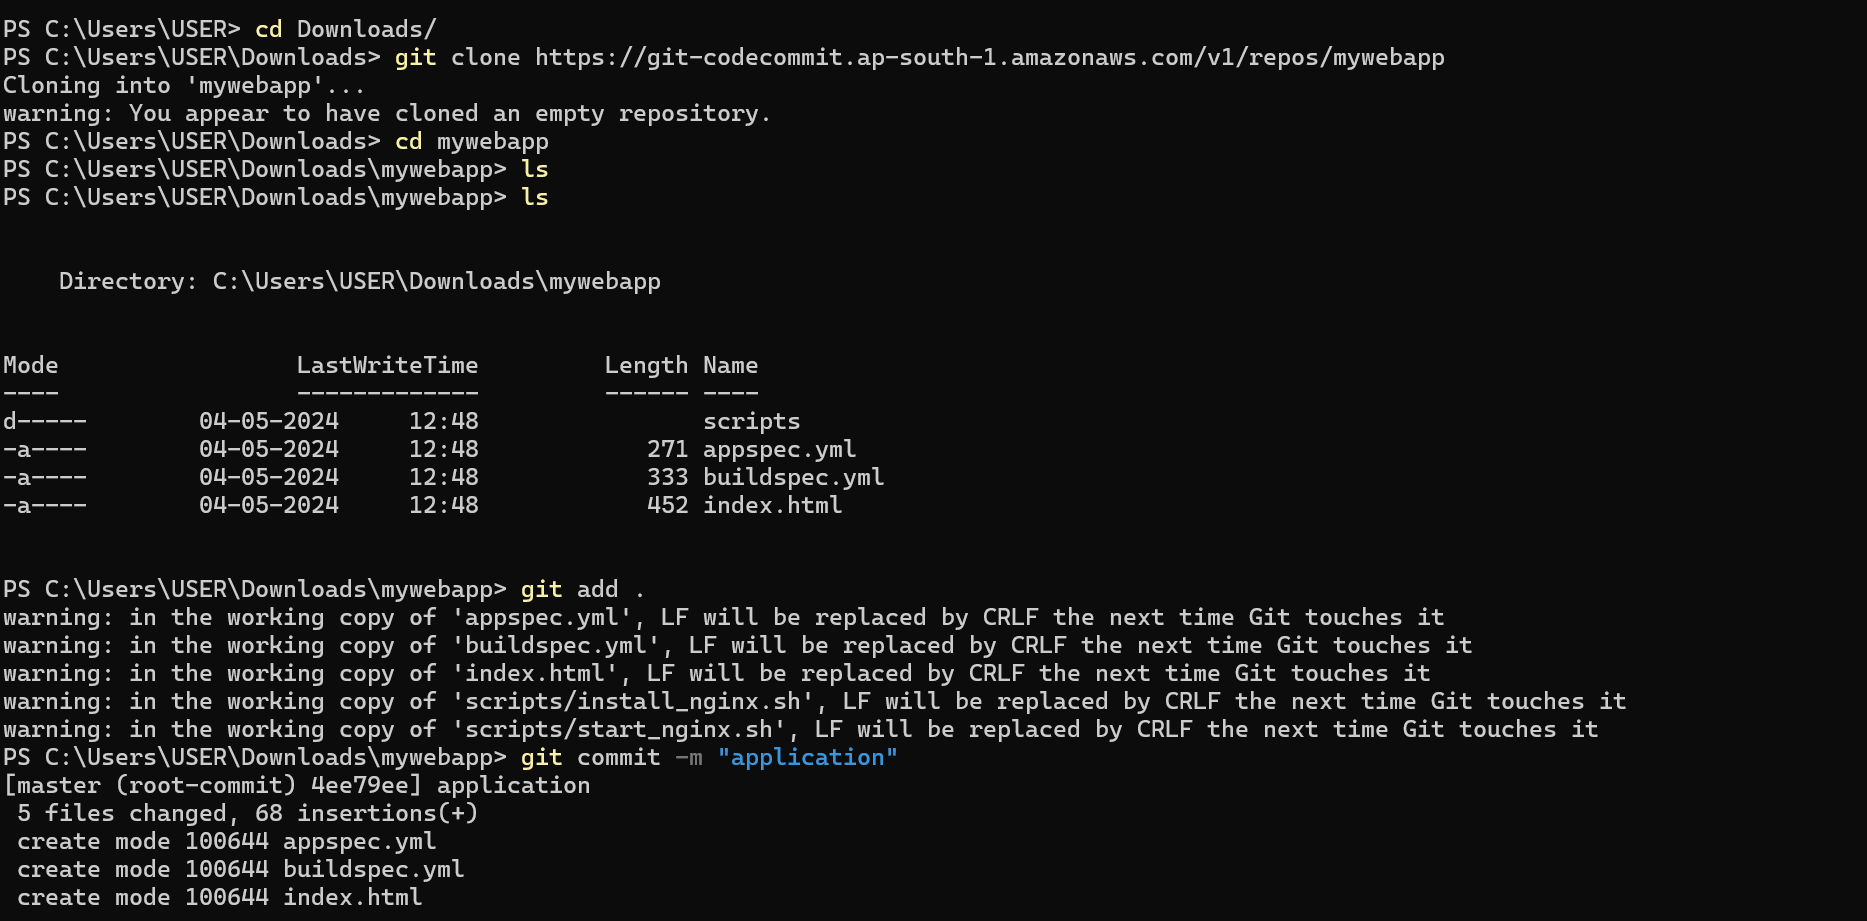 PS C:\Users\USER> cd Downloads/
PS C:\Users\USER\Downloads> git clone https://git-codecommit.ap-south-1.amazonaws.com/v1/repos/mywebapp
Cloning into 'mywebapp'...
warning: You appear to have cloned an empty repository.
PS C:\Users\USER\Downloads> cd mywebapp
PS C:\Users\USER\Downloads\mywebapp> ls
PS C:\Users\USER\Downloads\mywebapp> ls
    Directory: C:\Users\USER\Downloads\mywebapp
Mode                 LastWriteTime         Length Name
----                 -------------         ------ ----
d-----        04-05-2024     12:48                scripts
-a----        04-05-2024     12:48            271 appspec.yml
-a----        04-05-2024     12:48            333 buildspec.yml
-a----        04-05-2024     12:48            452 index.html
PS C:\Users\USER\Downloads\mywebapp> git add .
warning: in the working copy of 'appspec.yml', LF will be replaced by CRLF the next time Git touches it
warning: in the working copy of 'buildspec.yml', LF will be replaced by CRLF the next time Git touches it
warning: in the working copy of 'index.html', LF will be replaced by CRLF the next time Git touches it
warning: in the working copy of 'scripts/install_nginx.sh', LF will be replaced by CRLF the next time Git touches it
warning: in the working copy of 'scripts/start_nginx.sh', LF will be replaced by CRLF the next time Git touches it
PS C:\Users\USER\Downloads\mywebapp> git commit -m "application"
[master (root-commit) 4ee79ee] application
 5 files changed, 68 insertions(+)
 create mode 100644 appspec.yml
 create mode 100644 buildspec.yml
 create mode 100644 index.html